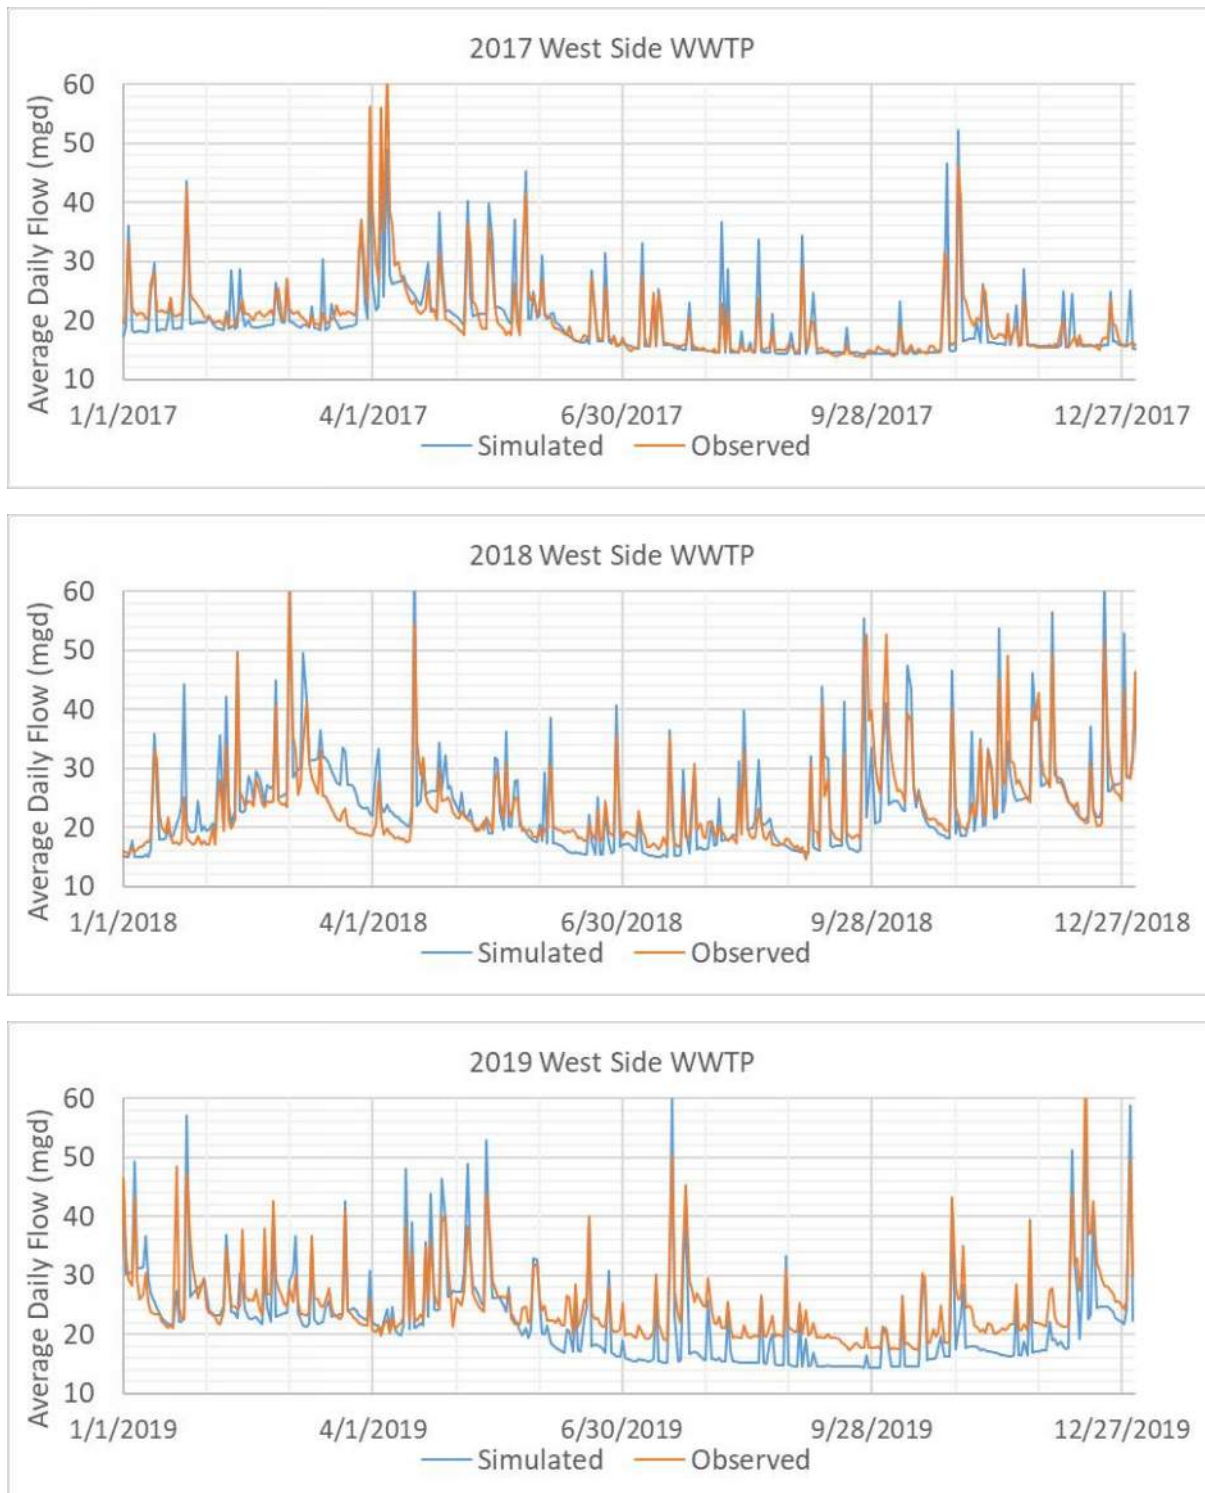 2017 West Side WWTP
Average Daily Flow (mgd)
60
50
40
30
20
10
1/1/2017 4/1/2017 6/30/2017 9/28/2017 12/27/2017
Simulated Observed
2018 West Side WWTP
Average Daily Flow (mgd)
60
50
40
30
20
10
1/1/2018 4/1/2018 6/30/2018 9/28/2018 12/27/2018
Simulated Observed
2019 West Side WWTP
Average Daily Flow (mgd)
60
50
40
30
20
10
1/1/2019 4/1/2019 6/30/2019 9/28/2019 12/27/2019
Simulated Observed